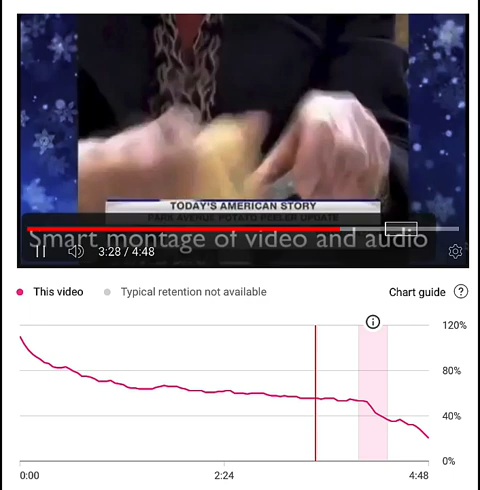 TODAY'S AMERICAN STORY
PARK AVENUE POTATO PEELER UPDATE
Smart montage of video and audio
3:28 / 4:48
This video
Typical retention not available
Chart guide ?
i
120%
80%
40%
0%
0:00
2:24
4:48